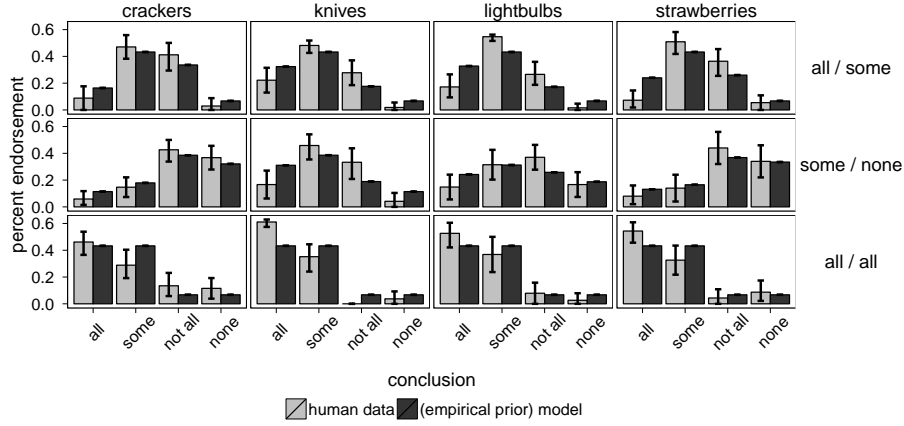 crackers knives lightbulbs strawberries
0.6
0.4
0.2
0.0
all / some
0.6
0.4
0.2
0.0
some / none
0.6
0.4
0.2
0.0
all / all
percent endorsement
all some not all none all some not all none all some not all none all some not all none
conclusion
human data (empirical prior) model